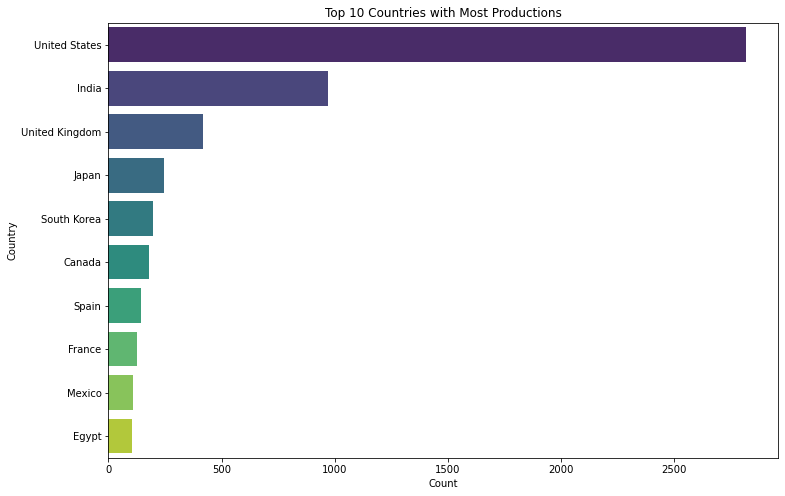 Top 10 Countries with Most Productions
Country
United States
India
United Kingdom
Japan
South Korea
Canada
Spain
France
Mexico
Egypt
0 500 1000 1500 2000 2500
Count